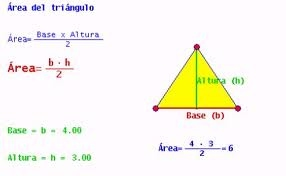 Área del triángulo
Área= Base x Altura / 2
Área= b · h / 2
Altura (h)
Base (b)
Base = b = 4.00
Altura = h = 3.00
Área= 4 · 3 / 2 = 6